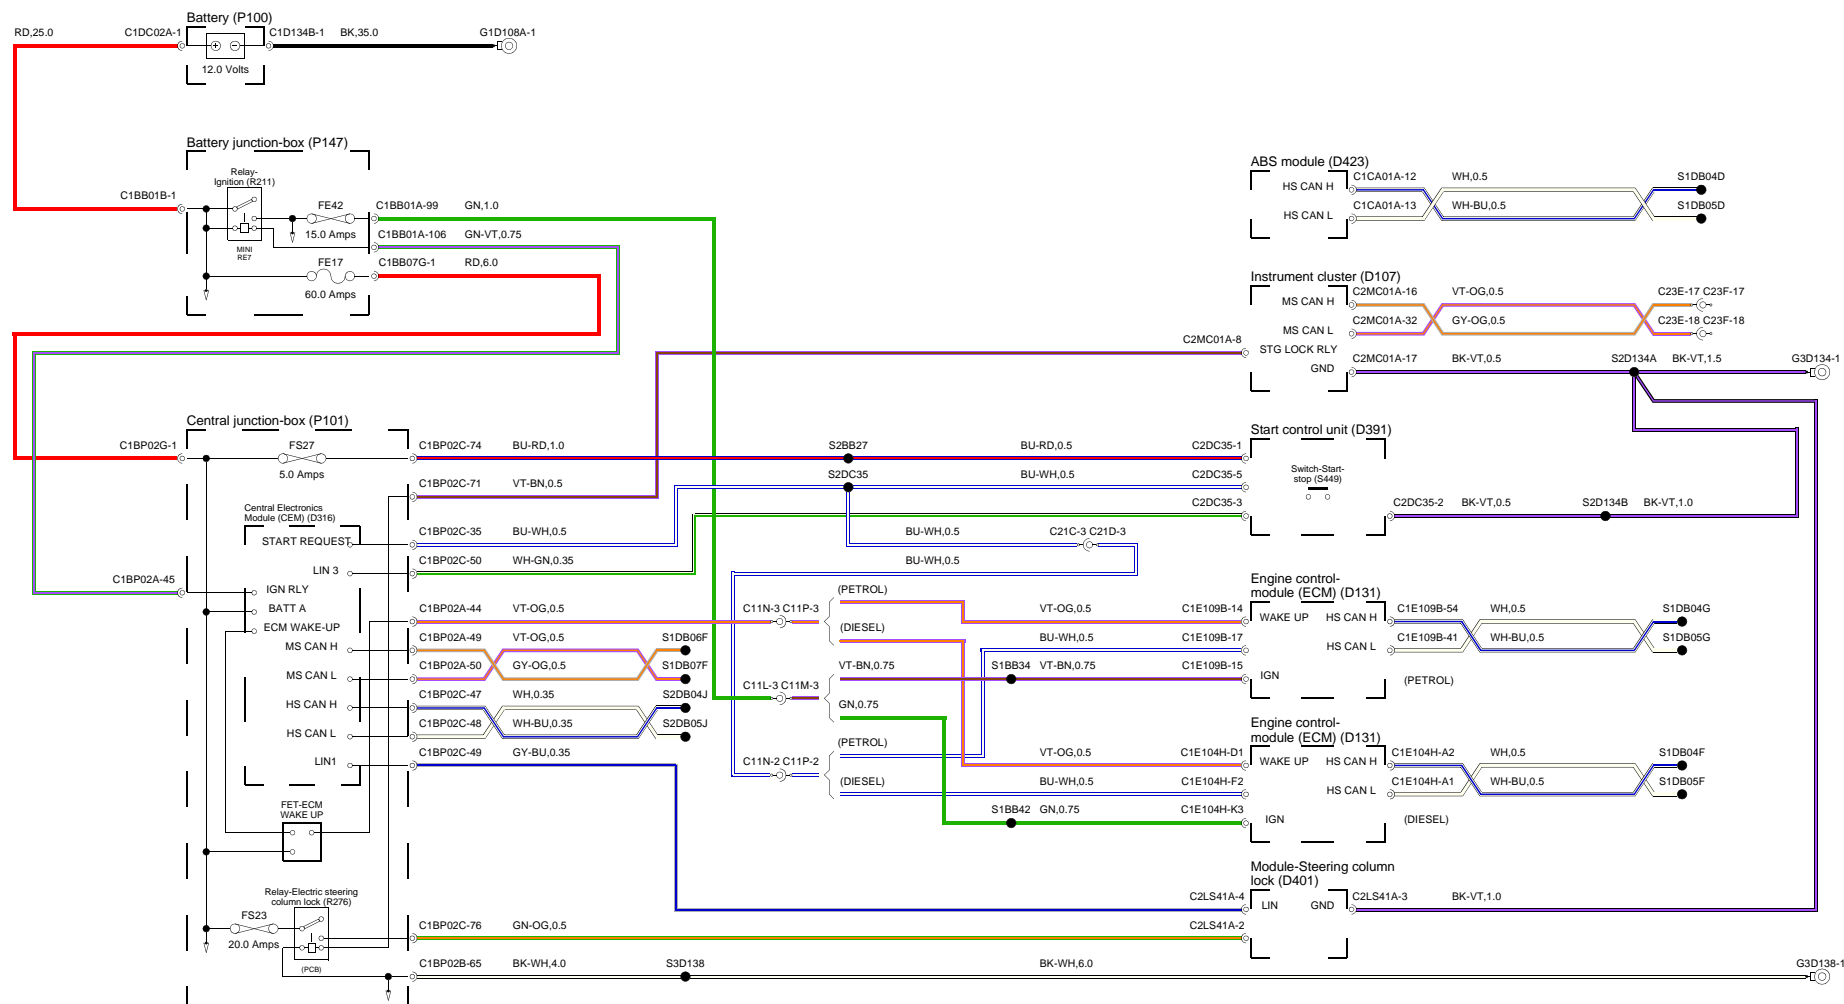 Battery (P100)
RD,25.0
C1DC02A-1
C1D134B-1
BK,35.0
G1D108A-1
12.0 Volts
Battery junction-box (P147)
Relay-
Ignition (R211)
C1BB01B-1
FE42
15.0 Amps
C1BB01A-99
GN,1.0
C1BB01A-106
GN-VT,0.75
MINI
RE7
FE17
60.0 Amps
C1BB07G-1
RD,6.0
ABS module (D423)
HS CAN H
C1CA01A-12
WH,0.5
S1DB04D
HS CAN L
C1CA01A-13
WH-BU,0.5
S1DB05D
Instrument cluster (D107)
MS CAN H
C2MC01A-16
VT-OG,0.5
C23E-17 C23F-17
MS CAN L
C2MC01A-32
GY-OG,0.5
C23E-18 C23F-18
C2MC01A-8
STG LOCK RLY
GND
C2MC01A-17
BK-VT,0.5
S2D134A
BK-VT,1.5
G3D134-1
Central junction-box (P101)
C1BP02G-1
FS27
5.0 Amps
C1BP02C-74
BU-RD,1.0
S2BB27
BU-RD,0.5
C2DC35-1
Start control unit (D391)
C1BP02C-71
VT-BN,0.5
S2DC35
BU-WH,0.5
C2DC35-5
C2DC35-3
Switch-Start-
stop (S449)
C2DC35-2
BK-VT,0.5
S2D134B
BK-VT,1.0
Central Electronics
Module (CEM) (D316)
START REQUEST
C1BP02C-35
BU-WH,0.5
BU-WH,0.5
C21C-3 C21D-3
LIN 3
C1BP02C-50
WH-GN,0.35
BU-WH,0.5
C1BP02A-45
IGN RLY
BATT A
ECM WAKE-UP
C1BP02A-44
VT-OG,0.5
C11N-3 C11P-3
(PETROL)
(DIESEL)
VT-OG,0.5
C1E109B-14
Engine control-
module (ECM) (D131)
WAKE UP
HS CAN H
C1E109B-54
WH,0.5
S1DB04G
MS CAN H
C1BP02A-49
VT-OG,0.5
S1DB06F
BU-WH,0.5
C1E109B-17
HS CAN L
C1E109B-41
WH-BU,0.5
S1DB05G
MS CAN L
C1BP02A-50
GY-OG,0.5
S1DB07F
VT-BN,0.75
S1BB34
VT-BN,0.75
C1E109B-15
IGN
(PETROL)
C11L-3 C11M-3
HS CAN H
C1BP02C-47
WH,0.35
S2DB04J
GN,0.75
HS CAN L
C1BP02C-48
WH-BU,0.35
S2DB05J
(PETROL)
(DIESEL)
C11N-2 C11P-2
LIN1
C1BP02C-49
GY-BU,0.35
Engine control-
module (ECM) (D131)
VT-OG,0.5
C1E104H-D1
WAKE UP
HS CAN H
C1E104H-A2
WH,0.5
S1DB04F
BU-WH,0.5
C1E104H-F2
HS CAN L
C1E104H-A1
WH-BU,0.5
S1DB05F
S1BB42
GN,0.75
C1E104H-K3
IGN
(DIESEL)
FET-ECM
WAKE UP
Relay-Electric steering
column lock (R276)
FS23
20.0 Amps
(PCB)
Module-Steering column
lock (D401)
C2LS41A-4
LIN
GND
C2LS41A-3
BK-VT,1.0
C1BP02C-76
GN-OG,0.5
C2LS41A-2
C1BP02B-65
BK-WH,4.0
S3D138
BK-WH,6.0
G3D138-1